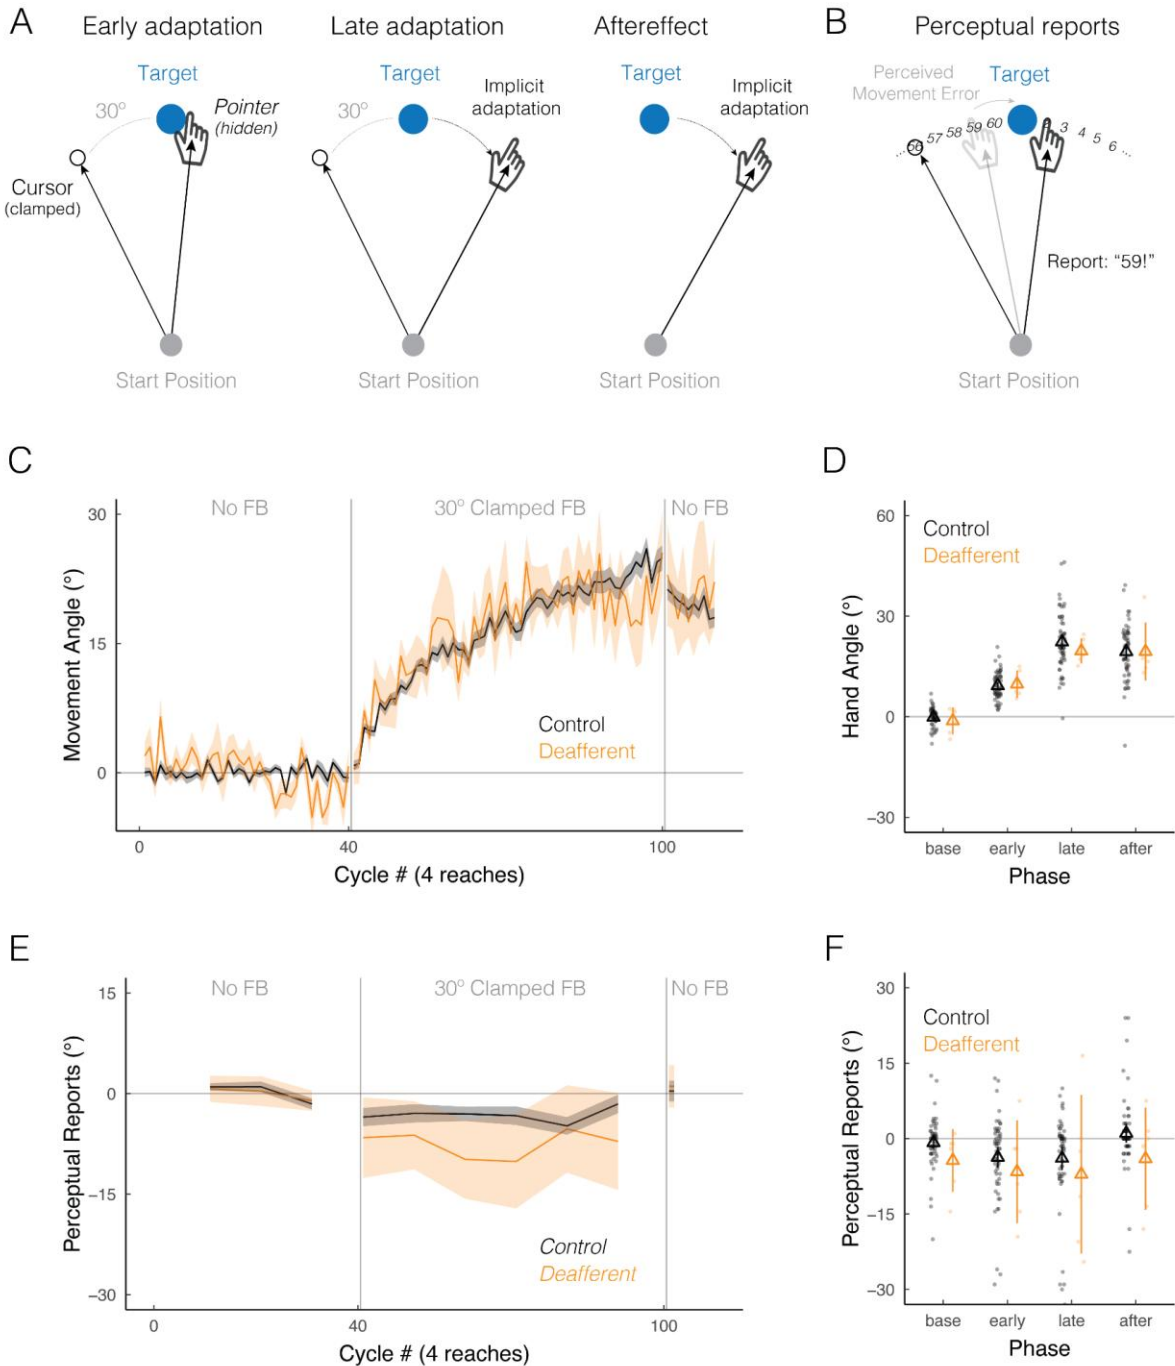 A
Early adaptation
Late adaptation
Aftereffect
B
Perceptual reports
Target
30°
Pointer
(hidden)
Cursor
(clamped)
Start Position
Target
30°
Implicit
adaptation
Start Position
Target
Implicit
adaptation
Start Position
Perceived
Movement Error
Target
... 56 57 58 59 60 2 3 4 5 6 ...
Report: “59!”
Start Position
C
No FB
30° Clamped FB
No FB
30
15
0
Movement Angle (°)
Control
Deafferent
0
40
100
Cycle # (4 reaches)
D
60
30
0
−30
Hand Angle (°)
Control
Deafferent
base
early
late
after
Phase
E
No FB
30° Clamped FB
No FB
15
0
−15
−30
Perceptual Reports (°)
Control
Deafferent
0
40
100
Cycle # (4 reaches)
F
30
15
0
−15
−30
Perceptual Reports (°)
Control
Deafferent
base
early
late
after
Phase